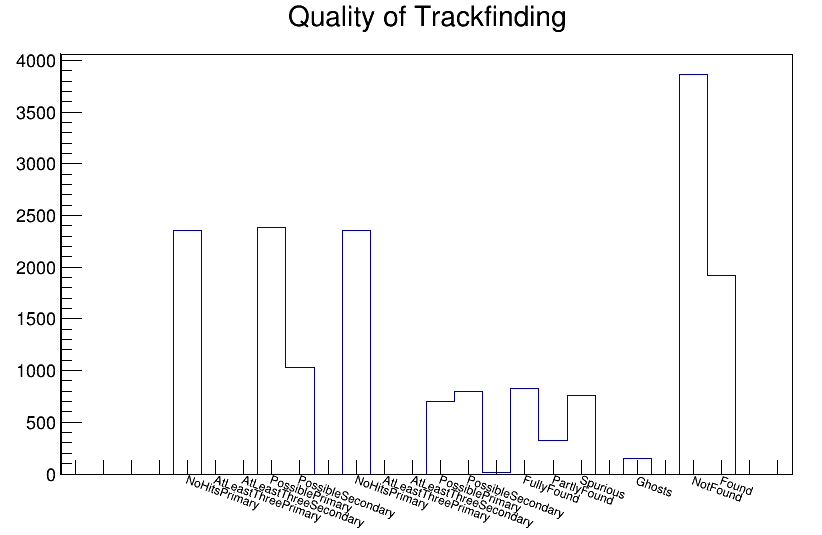 Quality of Trackfinding
4000
3500
3000
2500
2000
1500
1000
500
0
NoHitsPrimary
AtLeastThreePrimary
AtLeastThreeSecondary
PossiblePrimary
PossibleSecondary
NoHitsPrimary
AtLeastThreePrimary
AtLeastThreeSecondary
PossiblePrimary
PossibleSecondary
FullyFound
PartlyFound
Spurious
Ghosts
NotFound
Found